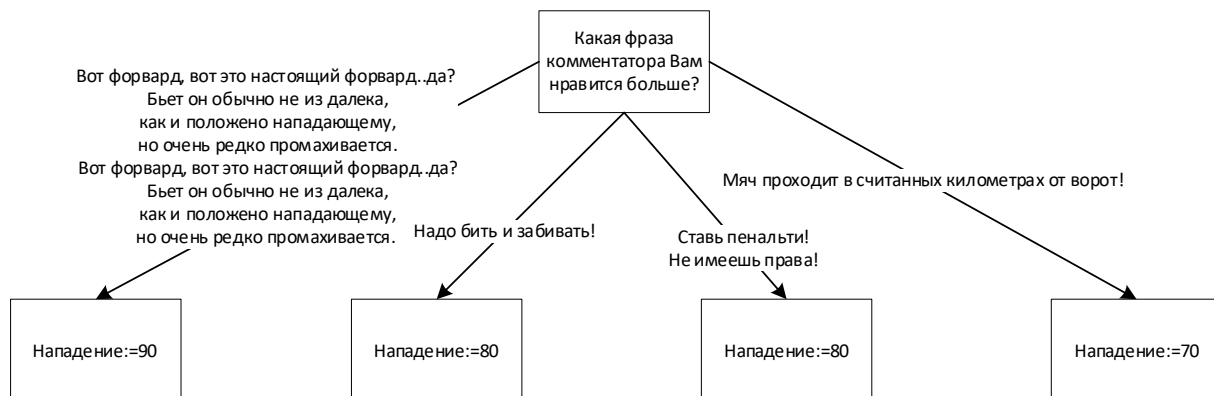 Какая фраза
комментатора Вам
нравится больше?
Вот форвард, вот это настоящий форвард..да?
Бьет он обычно не из далека,
как и положено нападающему,
но очень редко промахивается.
Вот форвард, вот это настоящий форвард..да?
Бьет он обычно не из далека,
как и положено нападающему,
но очень редко промахивается.
Надо бить и забивать!
Ставь пенальти!
Не имеешь права!
Мяч проходит в считанных километрах от ворот!
Нападение:=90
Нападение:=80
Нападение:=80
Нападение:=70